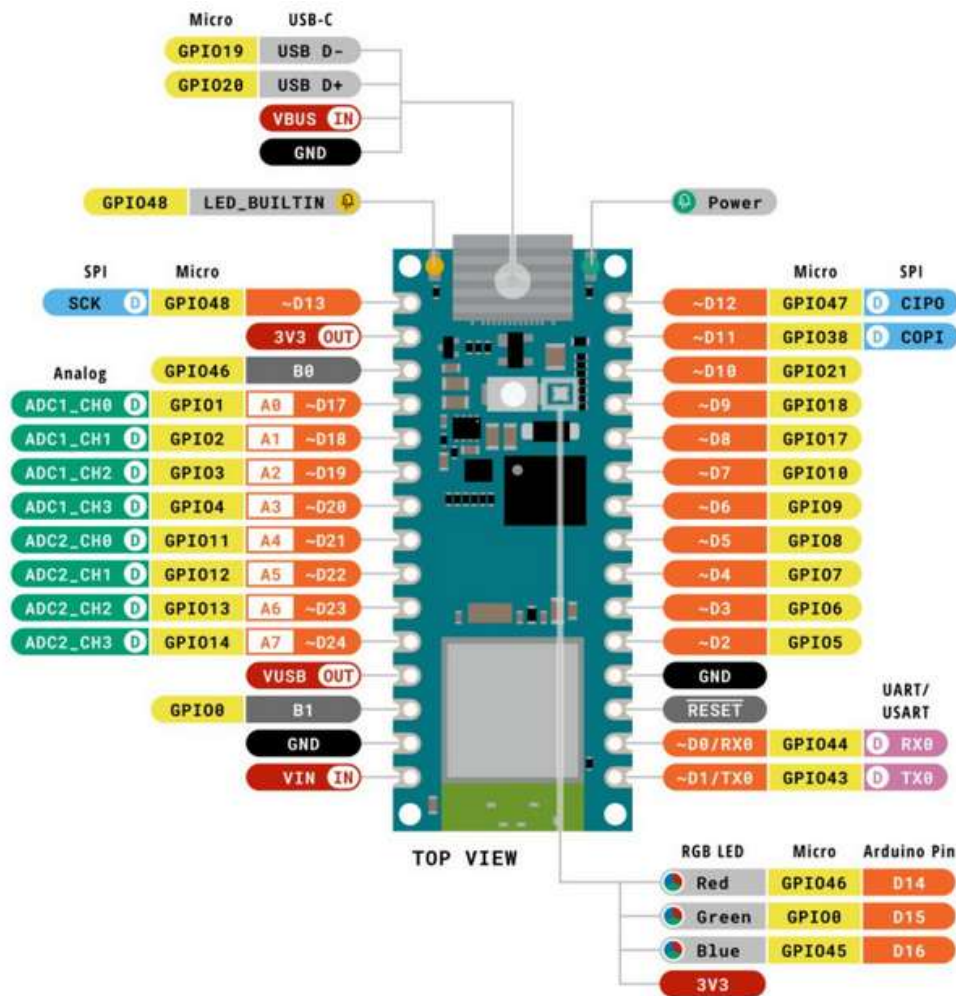 Micro USB-C
GPIO19 USB D-
GPIO20 USB D+
VBUS IN
GND
GPIO48 LED_BUILTIN
Power
SPI Micro
SCK D GPIO48 ~D13
3V3 OUT
GPIO46 B0
Analog
ADC1_CH0 D GPIO1 A0 ~D17
ADC1_CH1 D GPIO2 A1 ~D18
ADC1_CH2 D GPIO3 A2 ~D19
ADC1_CH3 D GPIO4 A3 ~D20
ADC2_CH0 D GPIO11 A4 ~D21
ADC2_CH1 D GPIO12 A5 ~D22
ADC2_CH2 D GPIO13 A6 ~D23
ADC2_CH3 D GPIO14 A7 ~D24
VUSB OUT
GPIO0 B1
GND
VIN IN
Micro SPI
~D12 GPIO47 D CIPO
~D11 GPIO38 D COPI
~D10 GPIO21
~D9 GPIO18
~D8 GPIO17
~D7 GPIO10
~D6 GPIO9
~D5 GPIO8
~D4 GPIO7
~D3 GPIO6
~D2 GPIO5
GND
RESET
UART/
USART
~D0/RX0 GPIO44 D RX0
~D1/TX0 GPIO43 D TX0
TOP VIEW
RGB LED Micro Arduino Pin
Red GPIO46 D14
Green GPIO0 D15
Blue GPIO45 D16
3V3